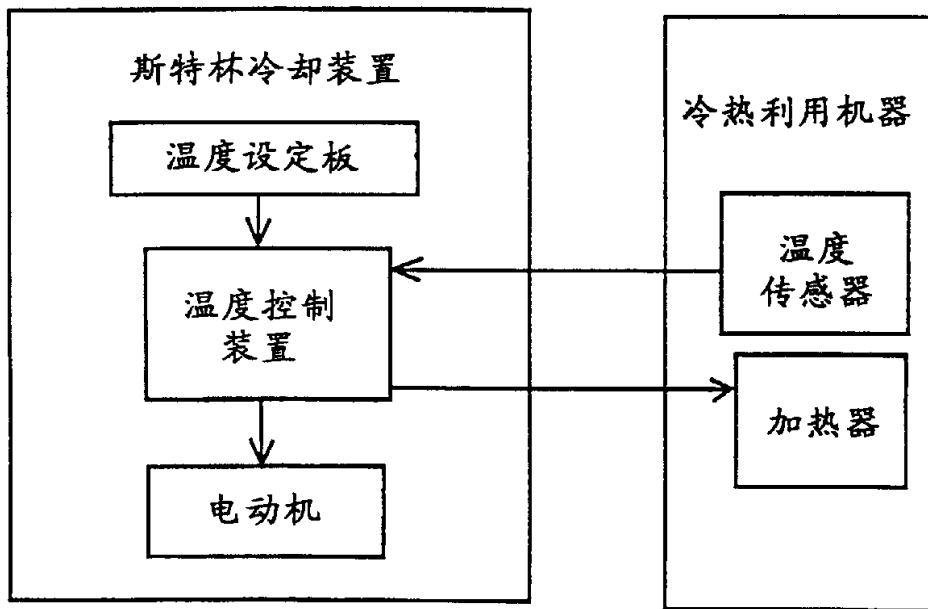 斯特林冷却装置
温度设定板
温度控制
装置
电动机
冷热利用机器
温度
传感器
加热器